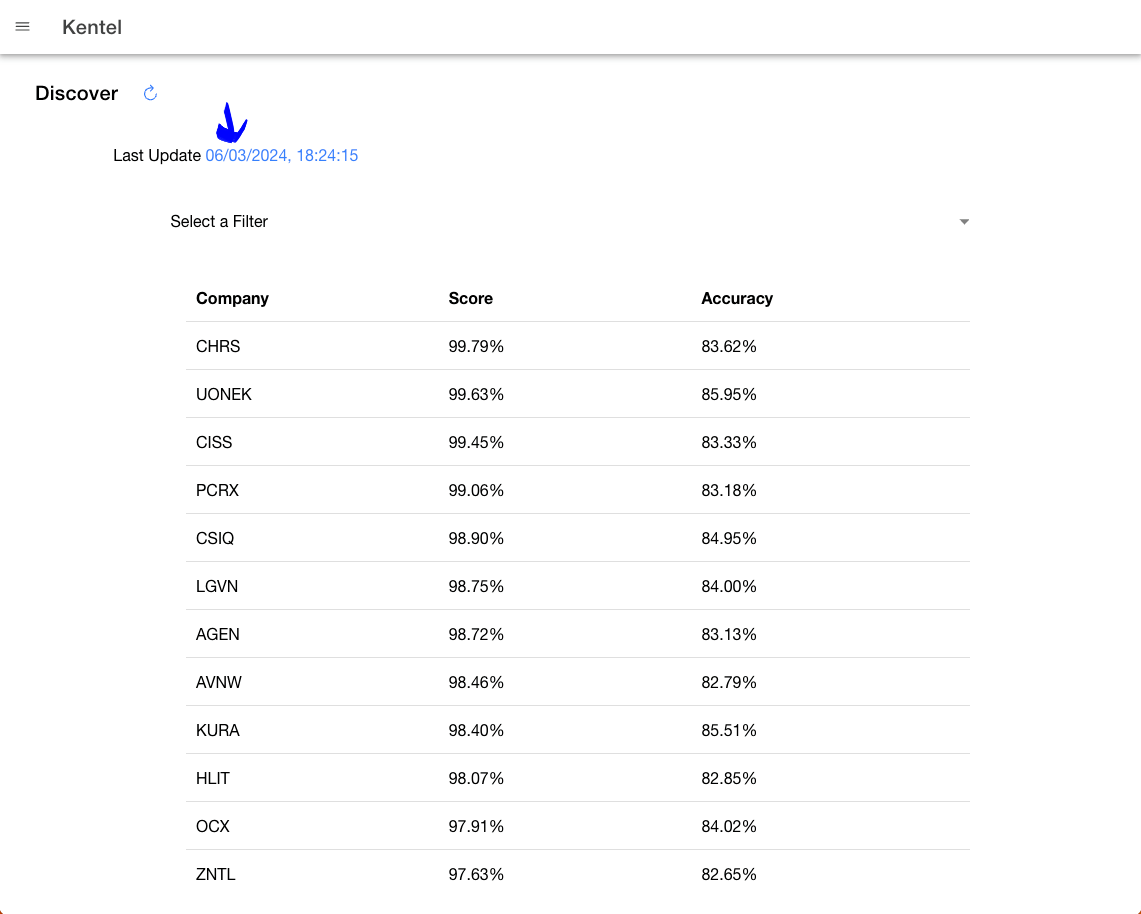 Kentel
Discover
Last Update 06/03/2024, 18:24:15
Select a Filter
Company Score Accuracy
CHRS 99.79% 83.62%
UONEK 99.63% 85.95%
CISS 99.45% 83.33%
PCRX 99.06% 83.18%
CSIQ 98.90% 84.95%
LGVN 98.75% 84.00%
AGEN 98.72% 83.13%
AVNW 98.46% 82.79%
KURA 98.40% 85.51%
HLIT 98.07% 82.85%
OCX 97.91% 84.02%
ZNTL 97.63% 82.65%